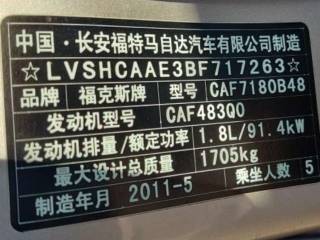 中国·长安福特马自达汽车有限公司制造
☆LVSHCAAE3BF717263☆
品牌 福克斯牌 型号 CAF7180B48
发动机型号 CAF483Q0
发动机排量/额定功率 1.8L/91.4kW
最大设计总质量 1705kg
制造年月 2011-5 乘坐人数 5